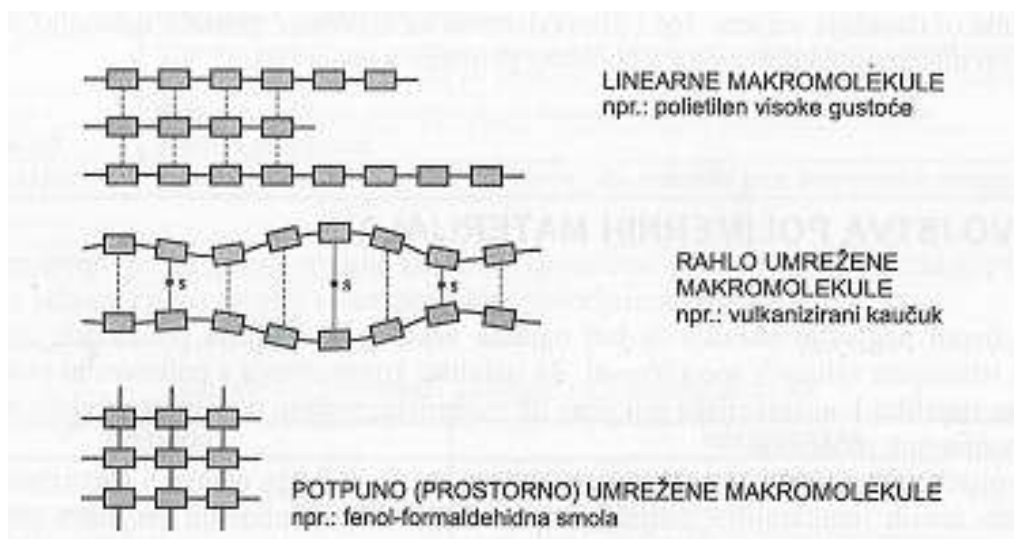 LINEARNE MAKROMOLEKULE
npr.: polietilen visoke gustoće
RAHLO UMREŽENE
MAKROMOLEKULE
s
s
s
npr.: vulkanizirani kaučuk
POTPUNO (PROSTORNO) UMREŽENE MAKROMOLEKULE
npr.: fenol-formaldehidna smola